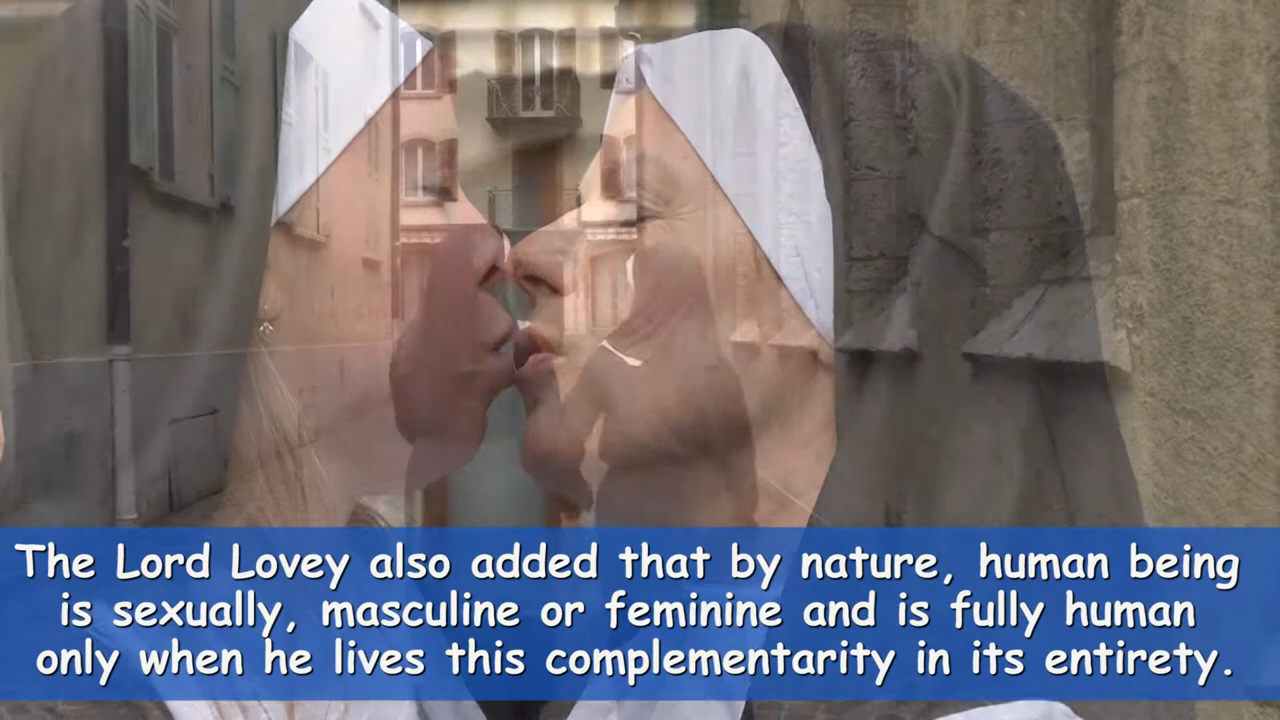 The Lord Lovey also added that by nature, human being
is sexually, masculine or feminine and is fully human
only when he lives this complementarity in its entirety.